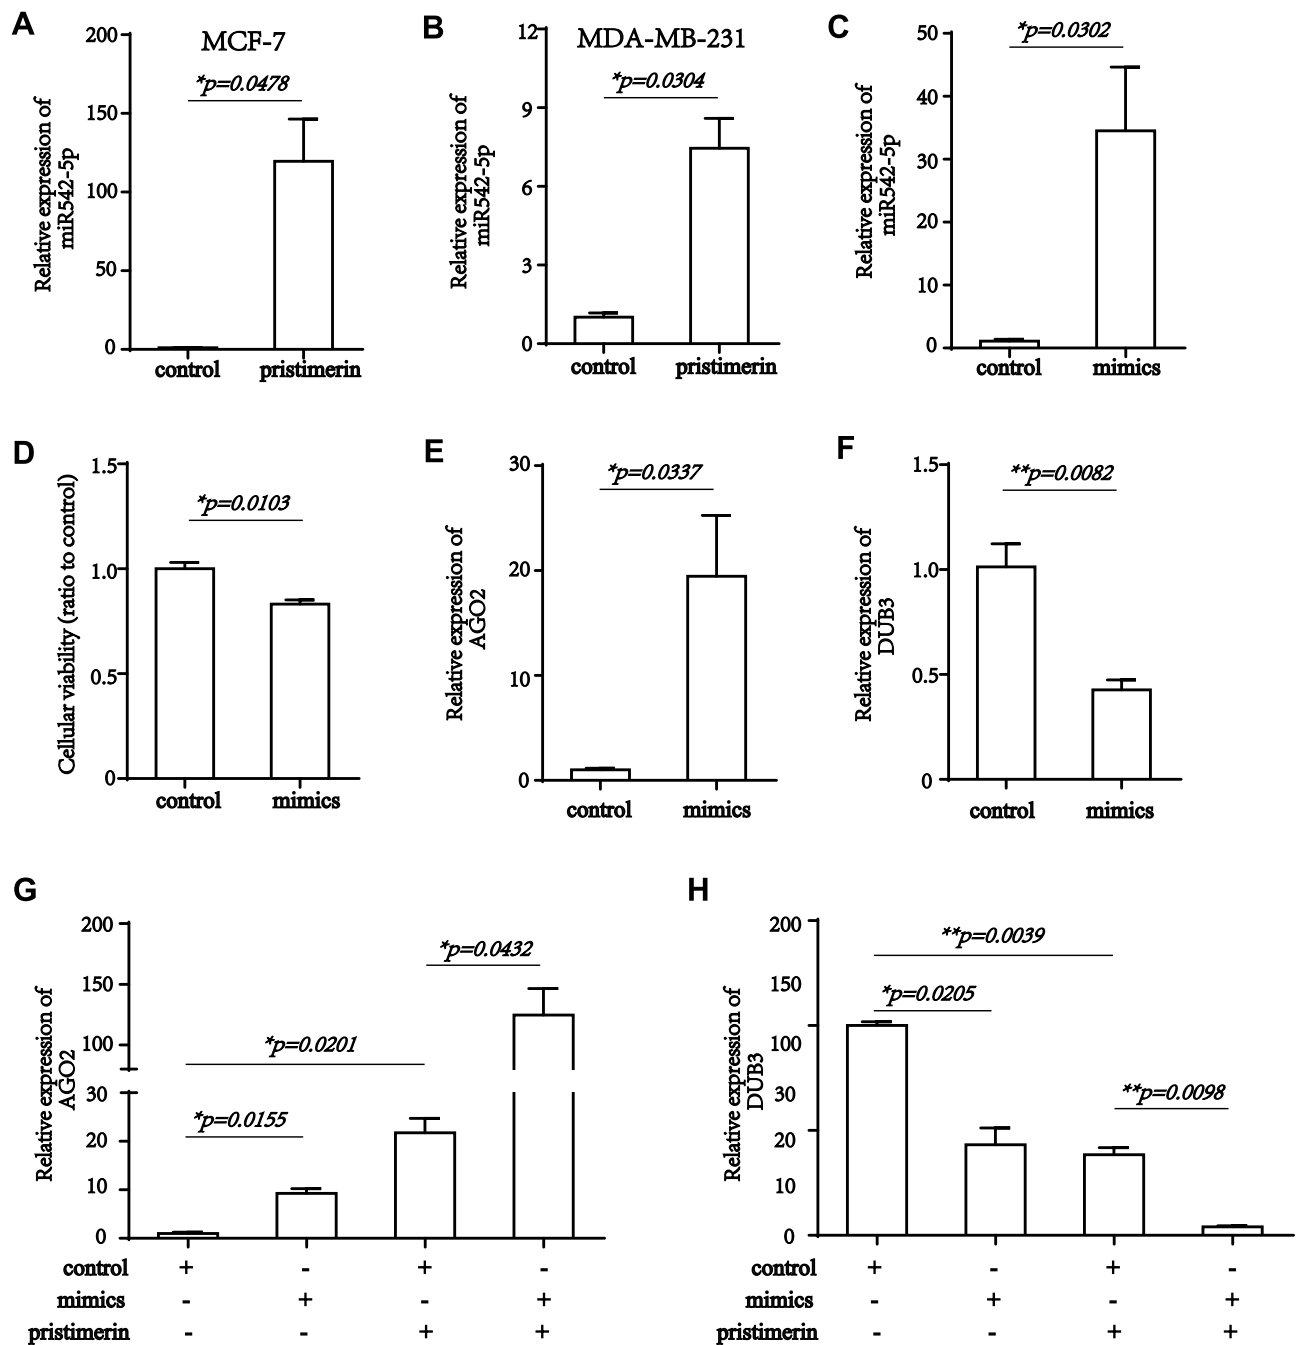 A
MCF-7
*p=0.0478
Relative expression of
miR542-5p
200
150
100
50
0
control
pristimerin
B
MDA-MB-231
*p=0.0304
Relative expression of
miR542-5p
12
9
6
3
0
control
pristimerin
C
*p=0.0302
Relative expression of
miR542-5p
50
40
30
20
10
0
control
mimics
D
*p=0.0103
Cellular viability (ratio to control)
1.5
1.0
0.5
0
control
mimics
E
*p=0.0337
Relative expression of
AGO2
30
20
10
0
control
mimics
F
**p=0.0082
Relative expression of
DUB3
1.5
1.0
0.5
0
control
mimics
G
*p=0.0432
*p=0.0201
*p=0.0155
Relative expression of
AGO2
200
150
100
30
20
10
0
control + - + -
mimics - + - +
pristimerin - - + +
H
**p=0.0039
*p=0.0205
**p=0.0098
Relative expression of
DUB3
200
150
100
30
20
10
0
control + - + -
mimics - + - +
pristimerin - - + +